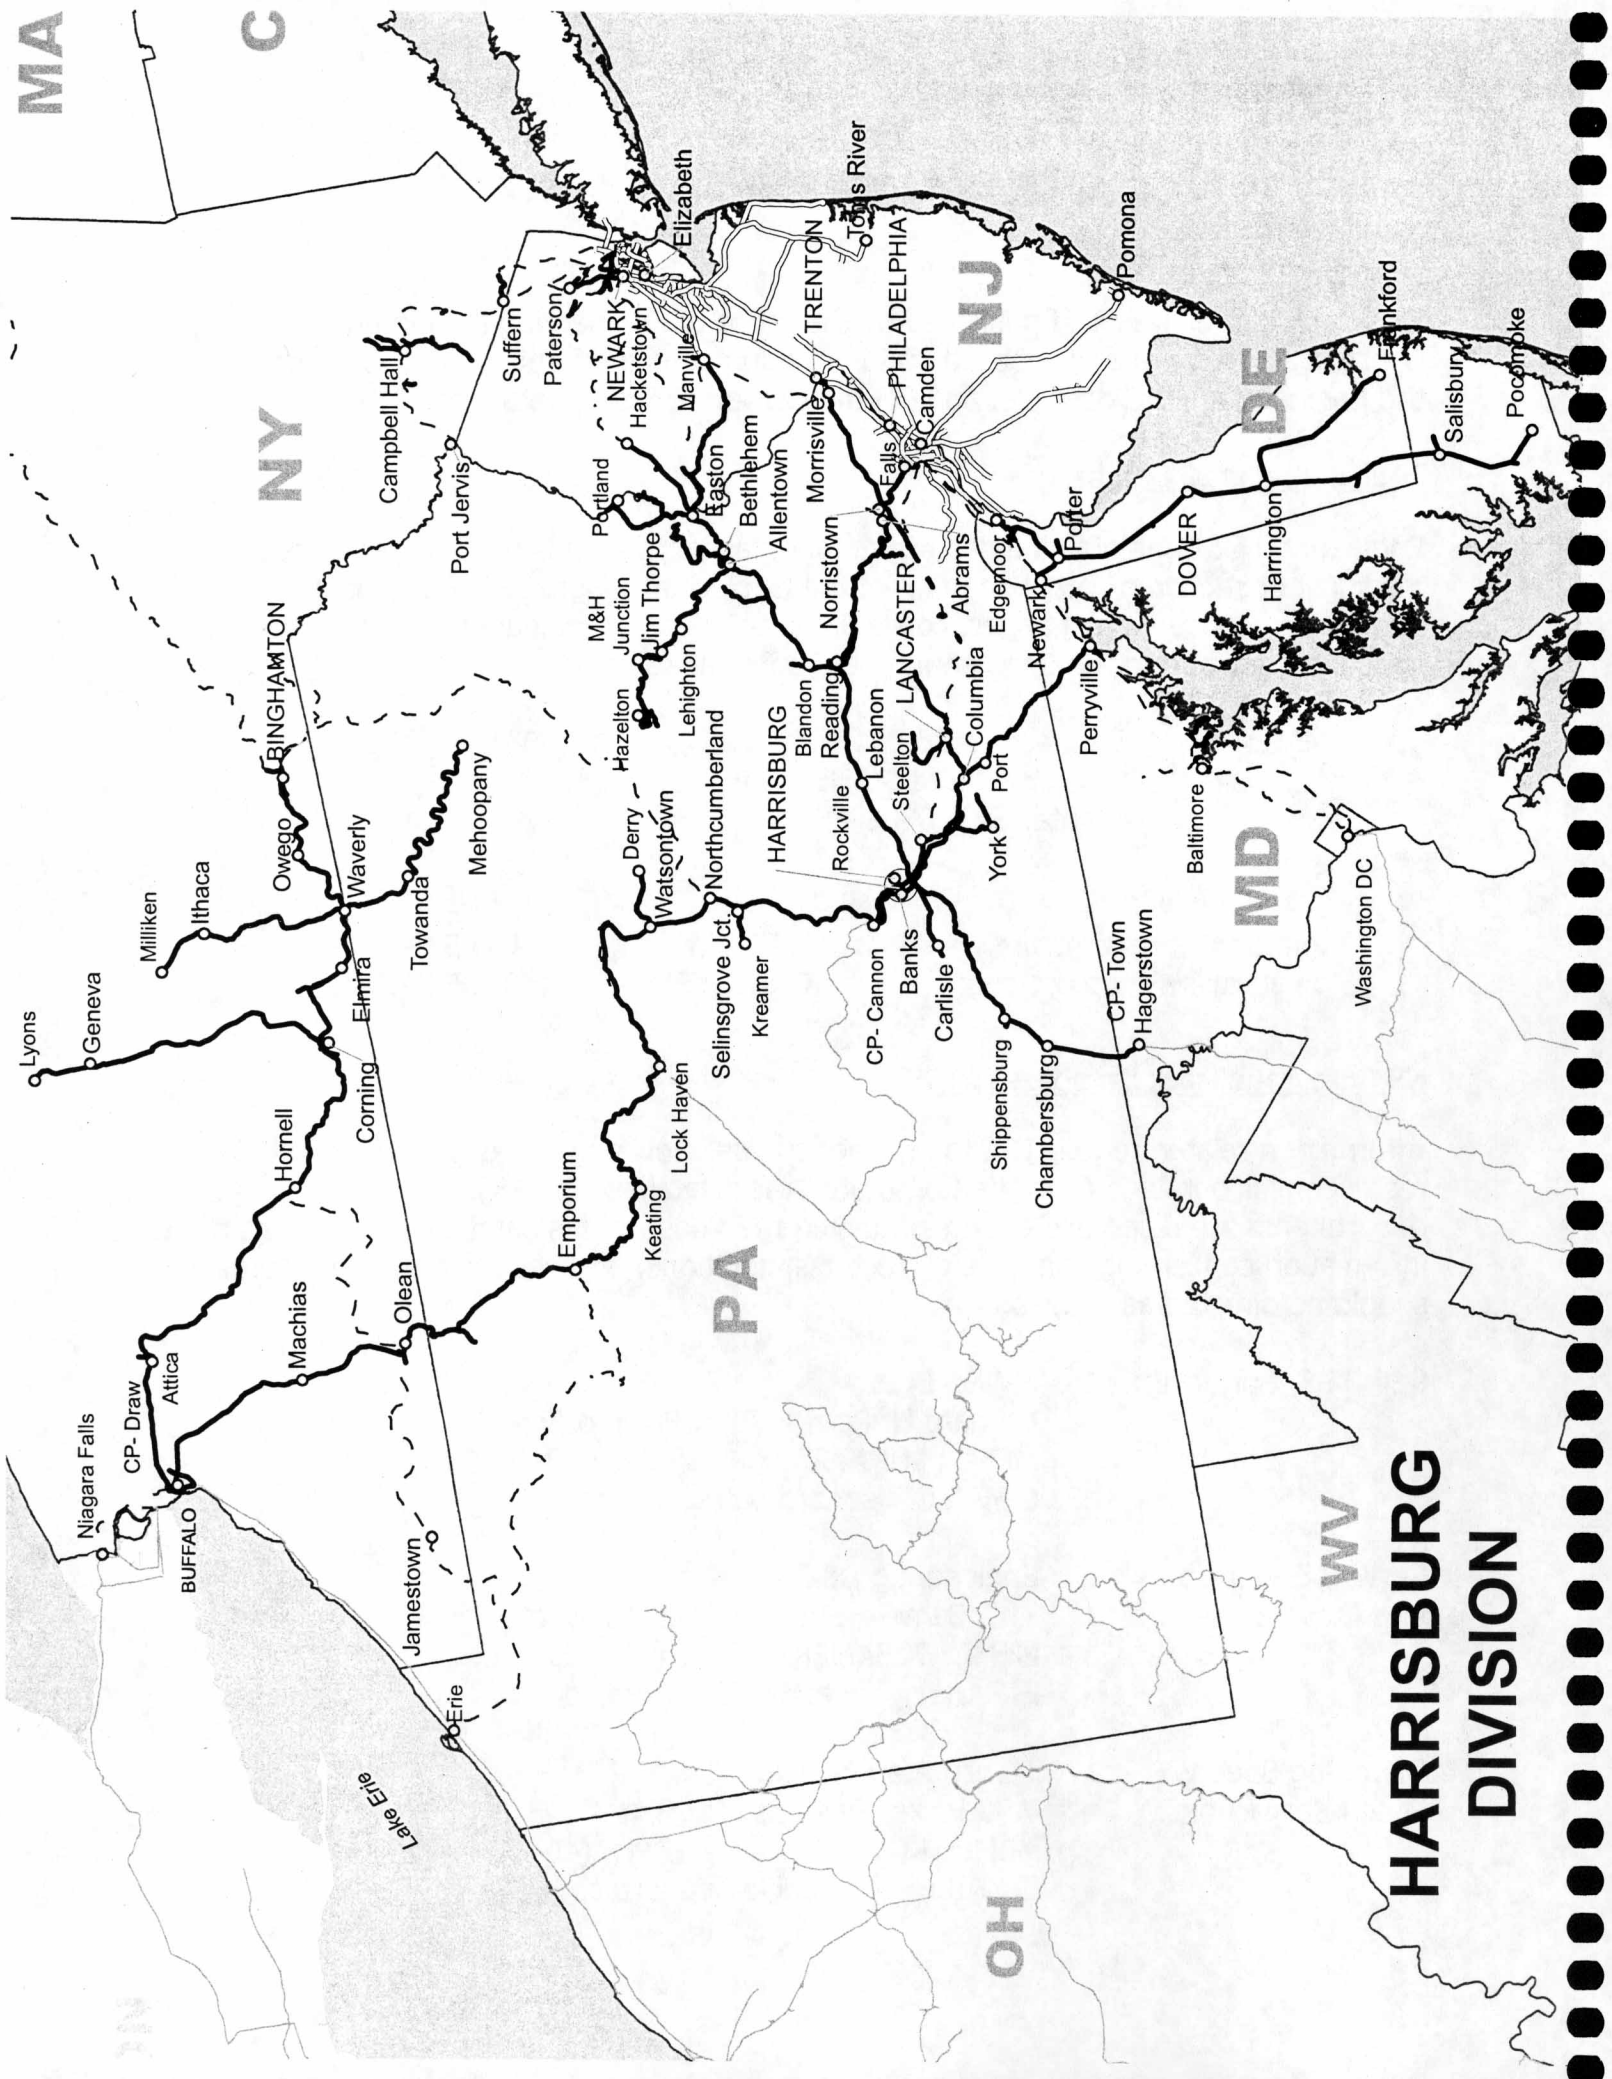 MA
C
NY
Lyons
Geneva
Milliken
Ithaca
Niagara Falls
CP- Draw
Attica
BUFFALO
Hornell
Machias
Owego
BINGHAMTON
Campbell Hall
Suffern
Paterson
Port Jervis
Waverly
Elmira
Corning
Olean
Towanda
Mehoopany
Jamestown
Erie
Lake Erie
Emporium
Keating
Lock Haven
Portland
NEWARK
Hackettstown
Manville
Elizabeth
M&H
Junction
Jim Thorpe
Easton
Bethlehem
Allentown
Hazelton
Lehighton
Derry
Watsontown
Northcumberland
Selinsgrove Jct.
Kreamer
PA
HARRISBURG
Blandon
Reading
Norristown
Morrisville
TRENTON
Toms River
PHILADELPHIA
Falls
Camden
NJ
Pomona
Rockville
Lebanon
Steelton
LANCASTER
Abrams
Columbia
Edgemoor
Port
York
CP- Cannon
Banks
Carlisle
Shippensburg
Chambersburg
CP- Town
Hagerstown
Newark
Porter
Perryville
DOVER
Harrington
DE
Frankford
Salisbury
Pocomoke
Baltimore
MD
Washington DC
OH
WV
HARRISBURG
DIVISION